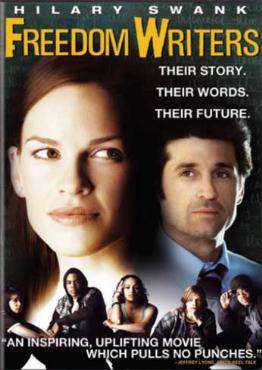 HILARY SWANK
FREEDOM WRITERS
THEIR STORY.
THEIR WORDS.
THEIR FUTURE.
"AN INSPIRING, UPLIFTING MOVIE
WHICH PULLS NO PUNCHES."